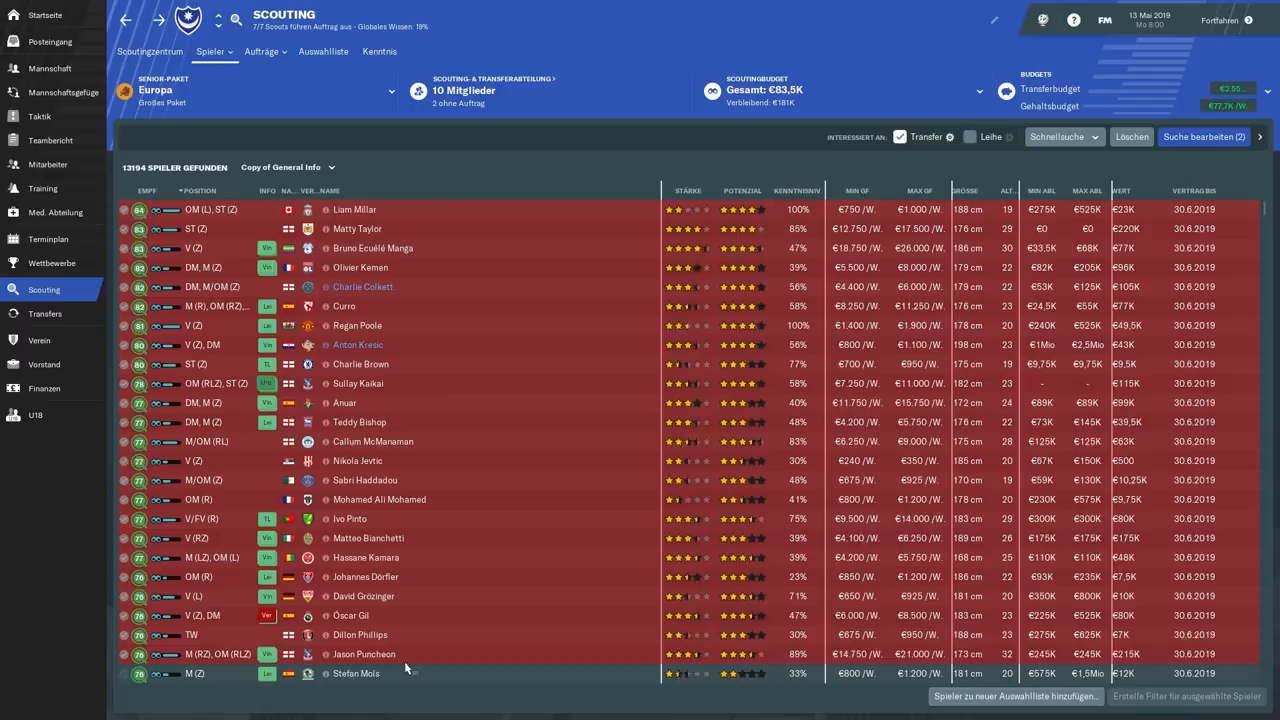 Startseite
Posteingang
Mannschaft
Mannschaftsgefüge
Taktik
Teambericht
Mitarbeiter
Training
Med. Abteilung
Terminplan
Wettbewerbe
Scouting
Transfers
Verein
Vorstand
Finanzen
U18
SCOUTING
7/7 Scouts führen Auftrag aus - Globales Wissen: 19%
FM
13 Mai 2019
Mo 8:00
Fortfahren
Scoutingzentrum Spieler Aufträge Auswahlliste Kenntnis
SENIOR-PAKET
Europa
Großes Paket
SCOUTING- & TRANSFERABTEILUNG >
10 Mitglieder
2 ohne Auftrag
SCOUTINGBUDGET
Gesamt: €83,5K
Verbleibend: €181K
BUDGETS
Transferbudget €2,55...
Gehaltsbudget €77,7K /W.
INTERESSIERT AN: Transfer Leihe Schnellsuche Löschen Suche bearbeiten (2)
13194 SPIELER GEFUNDEN Copy of General Info
EMPF POSITION INFO NA... VER... NAME STÄRKE POTENZIAL KENNTNISNIV. MIN GF MAX GF GRÖSSE ALT... MIN ABL MAX ABL WERT VERTRAG BIS
84 OM (L), ST (Z) Liam Millar 100% €750 /W. €1.000 /W. 188 cm 19 €275K €525K €23K 30.6.2019
83 ST (Z) Matty Taylor 85% €12.750 /W. €17.500 /W. 176 cm 29 €0 €0 €220K 30.6.2019
83 V (Z) Vin Bruno Ecuélé Manga 47% €18.750 /W. €26.000 /W. 186 cm 30 €33,5K €68K €77K 30.6.2019
82 DM, M (Z) Vin Olivier Kemen 39% €5.500 /W. €8.000 /W. 179 cm 22 €82K €205K €96K 30.6.2019
82 DM, M/OM (Z) Charlie Colkett 56% €4.400 /W. €6.000 /W. 179 cm 22 €53K €125K €105K 30.6.2019
82 M (R), OM (RZ),... Lei Curro 58% €8.250 /W. €11.250 /W. 176 cm 23 €24,5K €55K €77K 30.6.2019
81 V (Z) Lei Regan Poole 100% €1.400 /W. €1.900 /W. 178 cm 20 €240K €525K €49,5K 30.6.2019
80 V (Z), DM Vin Anton Kresic 56% €800 /W. €1.100 /W. 198 cm 23 €1Mio €2,5Mio €43K 30.6.2019
80 ST (Z) TL Charlie Brown 77% €700 /W. €950 /W. 175 cm 19 €9,75K €9,75K €9,5K 30.6.2019
78 OM (RLZ), ST (Z) Sullay Kaikai 58% €7.250 /W. €11.000 /W. 182 cm 23 - - €115K 30.6.2019
77 DM, M (Z) Vin Anuar 40% €11.750 /W. €15.750 /W. 172 cm 24 €89K €89K €99K 30.6.2019
77 DM, M (Z) Lei Teddy Bishop 48% €4.200 /W. €5.750 /W. 176 cm 22 €73K €145K €39,5K 30.6.2019
77 M/OM (RL) Callum McManaman 83% €6.250 /W. €9.000 /W. 175 cm 28 €125K €125K €63K 30.6.2019
77 V (Z) Nikola Jevtic 30% €240 /W. €350 /W. 185 cm 20 €67K €150K €500 30.6.2019
77 M/OM (Z) Sabri Haddadou 48% €675 /W. €925 /W. 170 cm 19 €59K €130K €10,25K 30.6.2019
77 OM (R) Mohamed Ali Mohamed 41% €800 /W. €1.200 /W. 178 cm 20 €230K €575K €9,75K 30.6.2019
77 V/FV (R) TL Ivo Pinto 75% €9.500 /W. €14.000 /W. 183 cm 29 €300K €300K €80K 30.6.2019
77 V (RZ) Vin Matteo Bianchetti 39% €4.100 /W. €6.250 /W. 189 cm 26 €175K €175K €175K 30.6.2019
77 M (LZ), OM (L) Vin Hassane Kamara 39% €4.200 /W. €5.750 /W. 168 cm 25 €110K €110K €48K 30.6.2019
76 OM (R) Lei Johannes Dörfler 23% €850 /W. €1.200 /W. 186 cm 22 €93K €235K €7,5K 30.6.2019
76 V (L) Vin David Grözinger 71% €650 /W. €925 /W. 181 cm 20 €350K €800K €10K 30.6.2019
76 V (Z), DM Ver Óscar Gil 47% €6.000 /W. €8,500 /W. 183 cm 23 €225K €525K €80K 30.6.2019
76 TW Dillon Phillips 30% €675 /W. €950 /W. 188 cm 23 €275K €625K €7K 30.6.2019
76 M (RZ), OM (RLZ) Vin Jason Puncheon 89% €14.750 /W. €21.000 /W. 173 cm 32 €245K €245K €215K 30.6.2019
76 M (Z) Lei Stefan Mols 33% €800 /W. €1.200 /W. 181 cm 20 €575K €1,5Mio €12K 30.6.2019
Spieler zu neuer Auswahlliste hinzufügen... Erstelle Filter für ausgewählte Spieler